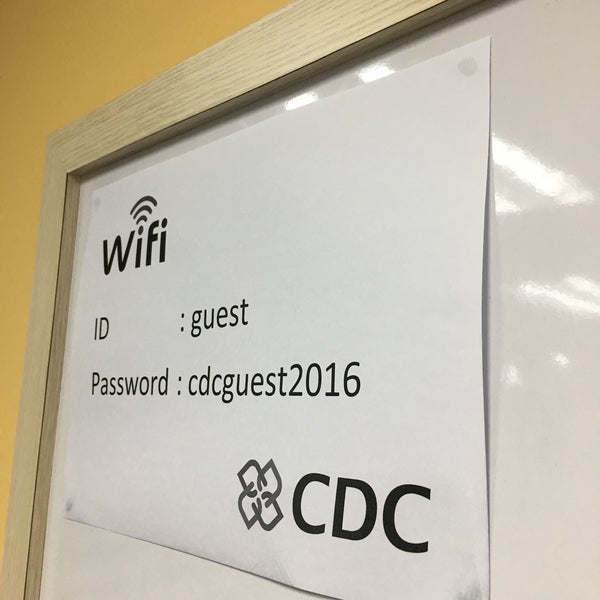 Wifi
ID : guest
Password : cdcguest2016
CDC